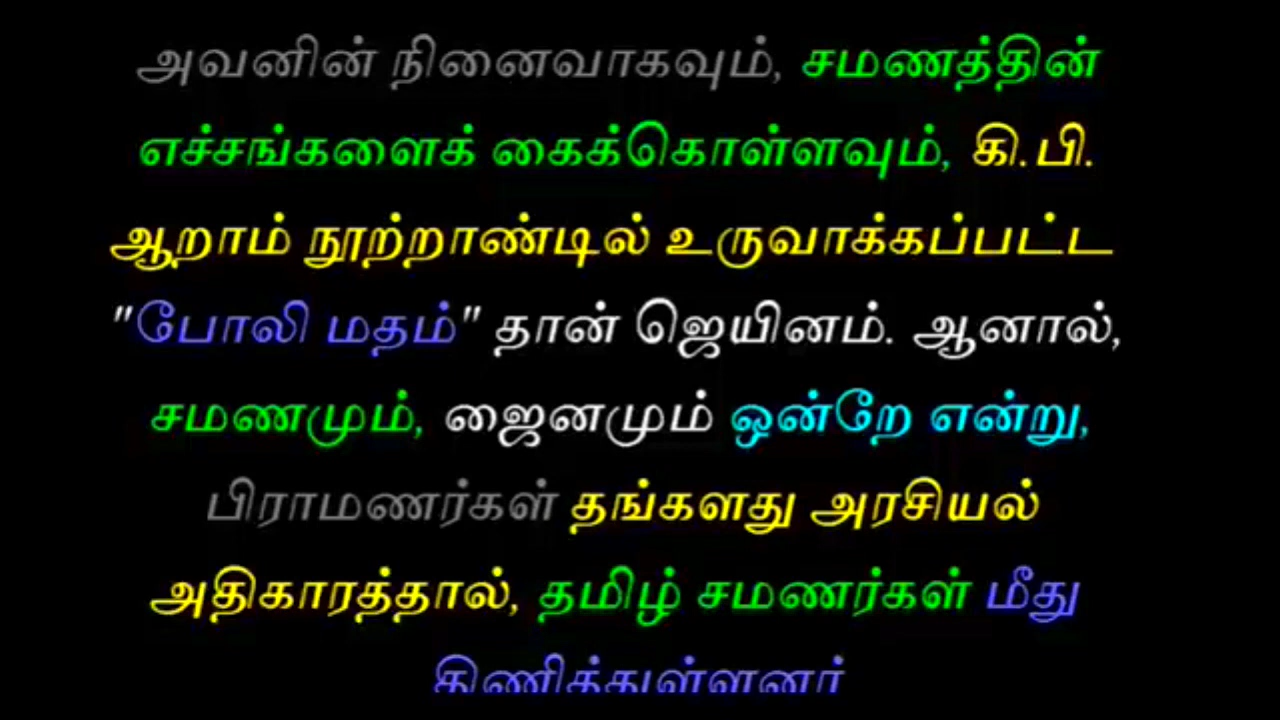 அவனின் நினைவாகவும், சமணத்தின்
எச்சங்களைக் கைக்கொள்ளவும், கி.பி.
ஆறாம் நூற்றாண்டில் உருவாக்கப்பட்ட
"போலி மதம்" தான் ஜெயினம். ஆனால்,
சமணமும், ஜைனமும் ஒன்றே என்று,
பிராமணர்கள் தங்களது அரசியல்
அதிகாரத்தால், தமிழ் சமணர்கள் மீது